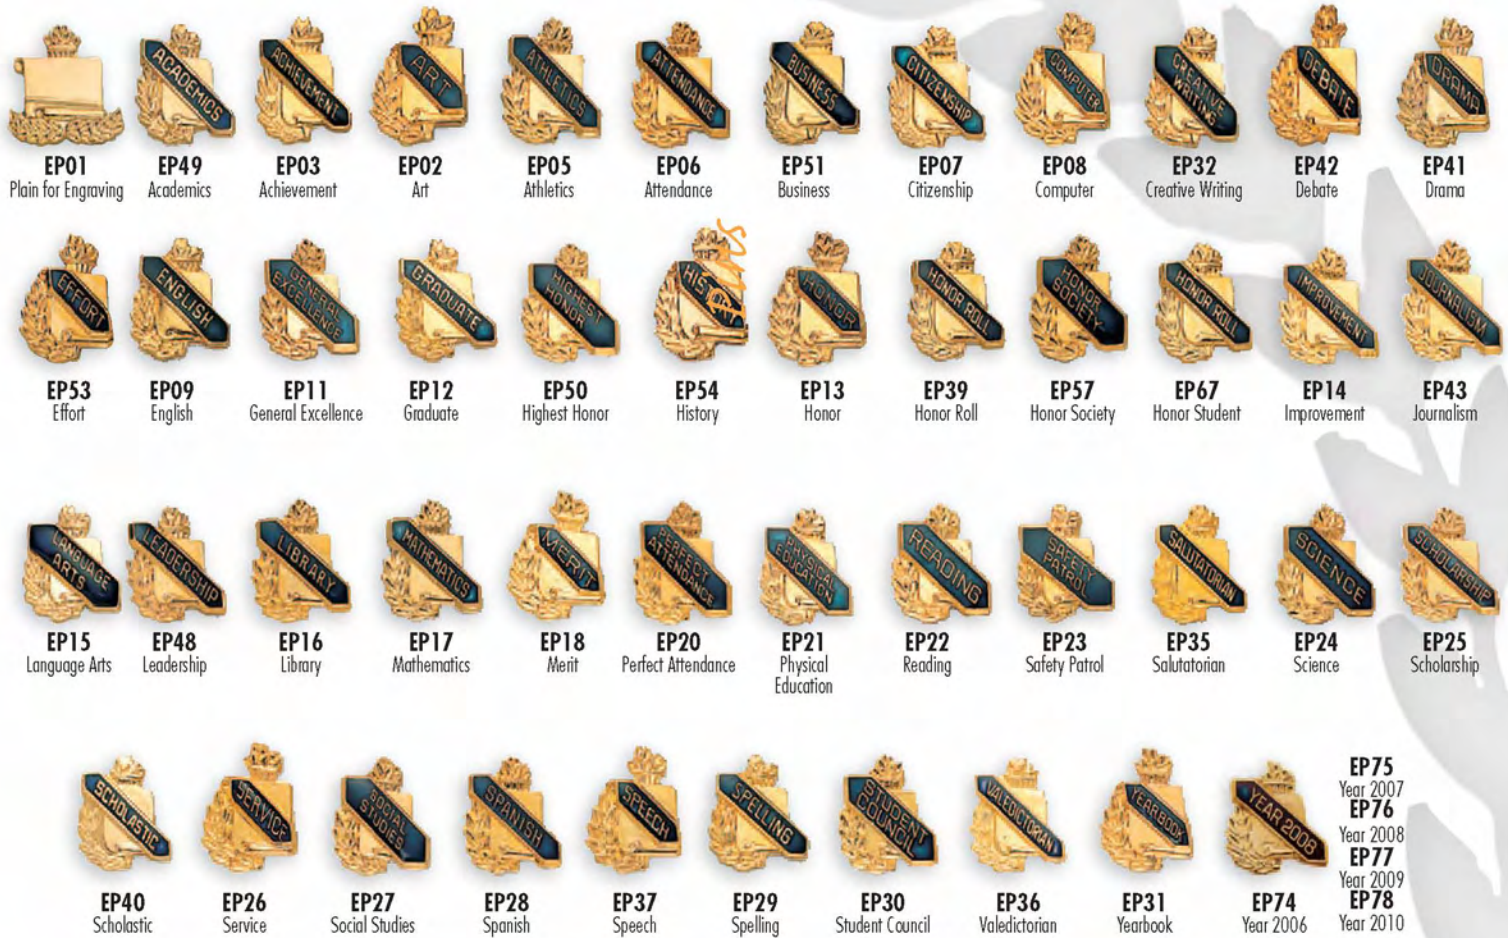 ACADEMICS ACHIEVEMENT ART ATHLETICS ATTENDANCE BUSINESS CITIZENSHIP COMPUTER CREATIVE WRITING DEBATE DRAMA
EP01 EP49 EP03 EP02 EP05 EP06 EP51 EP07 EP08 EP32 EP42 EP41
Plain for Engraving Academics Achievement Art Athletics Attendance Business Citizenship Computer Creative Writing Debate Drama
EFFORT ENGLISH GENERAL EXCELLENCE GRADUATE HIGHEST HONOR HIS HONOR HONOR ROLL HONOR SOCIETY HONOR ROLL IMPROVEMENT JOURNALISM
EP53 EP09 EP11 EP12 EP50 EP54 EP13 EP39 EP57 EP67 EP14 EP43
Effort English General Excellence Graduate Highest Honor History Honor Honor Roll Honor Society Honor Student Improvement Journalism
LANGUAGE ARTS LEADERSHIP LIBRARY MATHEMATICS MERIT PERFECT ATTENDANCE PHYSICAL EDUCATION READING SAFETY PATROL SALUTATORIAN SCIENCE SCHOLARSHIP
EP15 EP48 EP16 EP17 EP18 EP20 EP21 EP22 EP23 EP35 EP24 EP25
Language Arts Leadership Library Mathematics Merit Perfect Attendance Physical Reading Safety Patrol Salutatorian Science Scholarship
Education
SCHOLASTIC SERVICE SOCIAL STUDIES SPANISH SPEECH SPELLING STUDENT COUNCIL VALEDICTORIAN YEARBOOK YEAR 2008
EP75
Year 2007
EP76
Year 2008
EP77
Year 2009
EP40 EP26 EP27 EP28 EP37 EP29 EP30 EP36 EP31 EP74 EP78
Scholastic Service Social Studies Spanish Speech Spelling Student Council Valedictorian Yearbook Year 2006 Year 2010